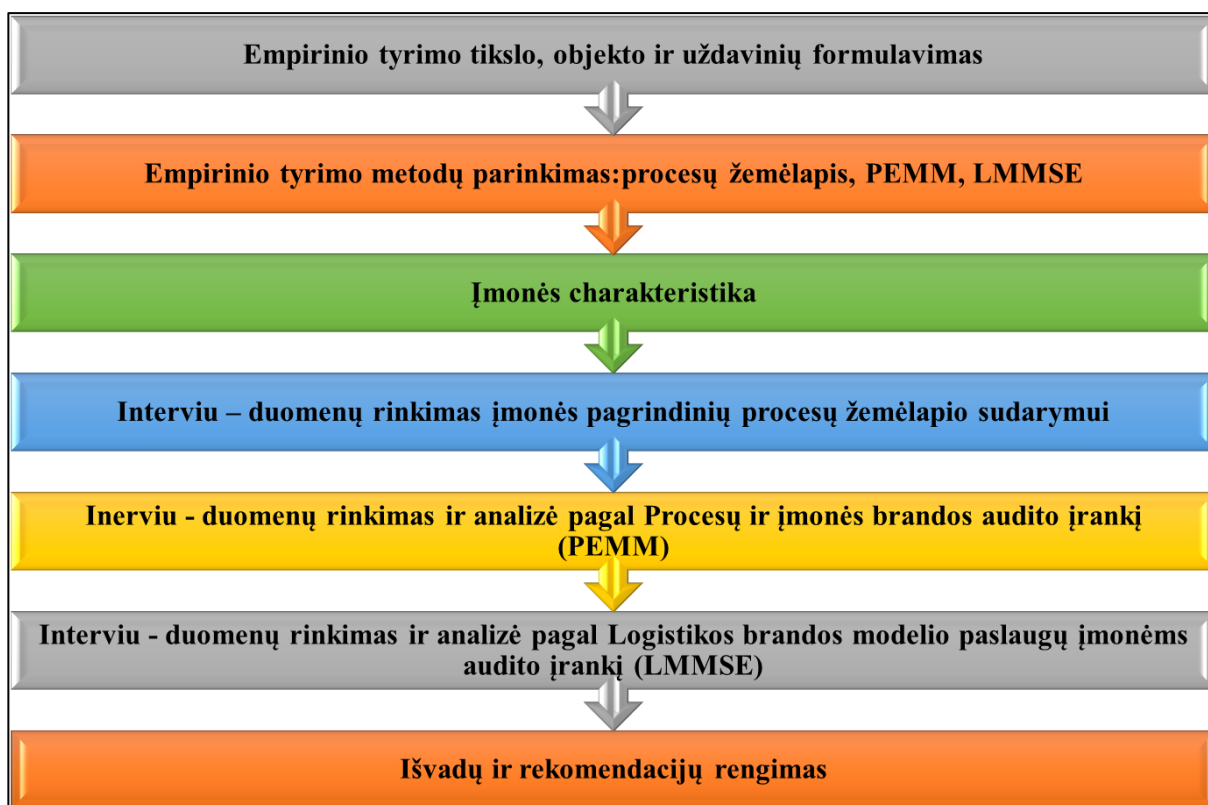 Empirinio tyrimo tikslo, objekto ir uždavinių formulavimas
Empirinio tyrimo metodų parinkimas:procesų žemėlapis, PEMM, LMMSE
Įmonės charakteristika
Interviu – duomenų rinkimas įmonės pagrindinių procesų žemėlapio sudarymui
Inerviu - duomenų rinkimas ir analizė pagal Procesų ir įmonės brandos audito įrankį
(PEMM)
Interviu - duomenų rinkimas ir analizė pagal Logistikos brandos modelio paslaugų įmonėms
audito įrankį (LMMSE)
Išvadų ir rekomendacijų rengimas